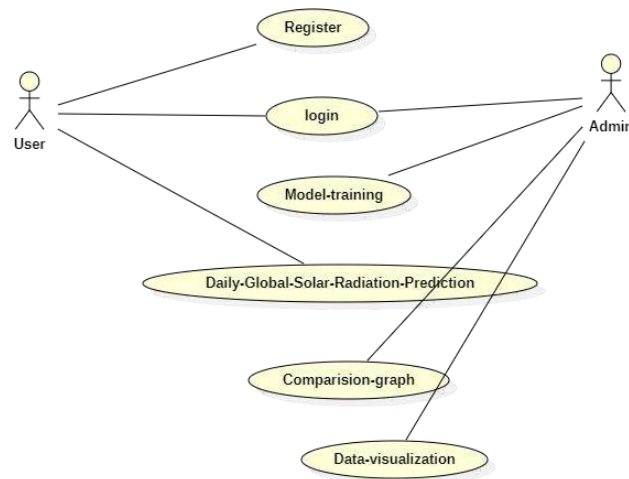 Register
User
login
Admin
Model-training
Daily-Global-Solar-Radiation-Prediction
Comparision-graph
Data-visualization